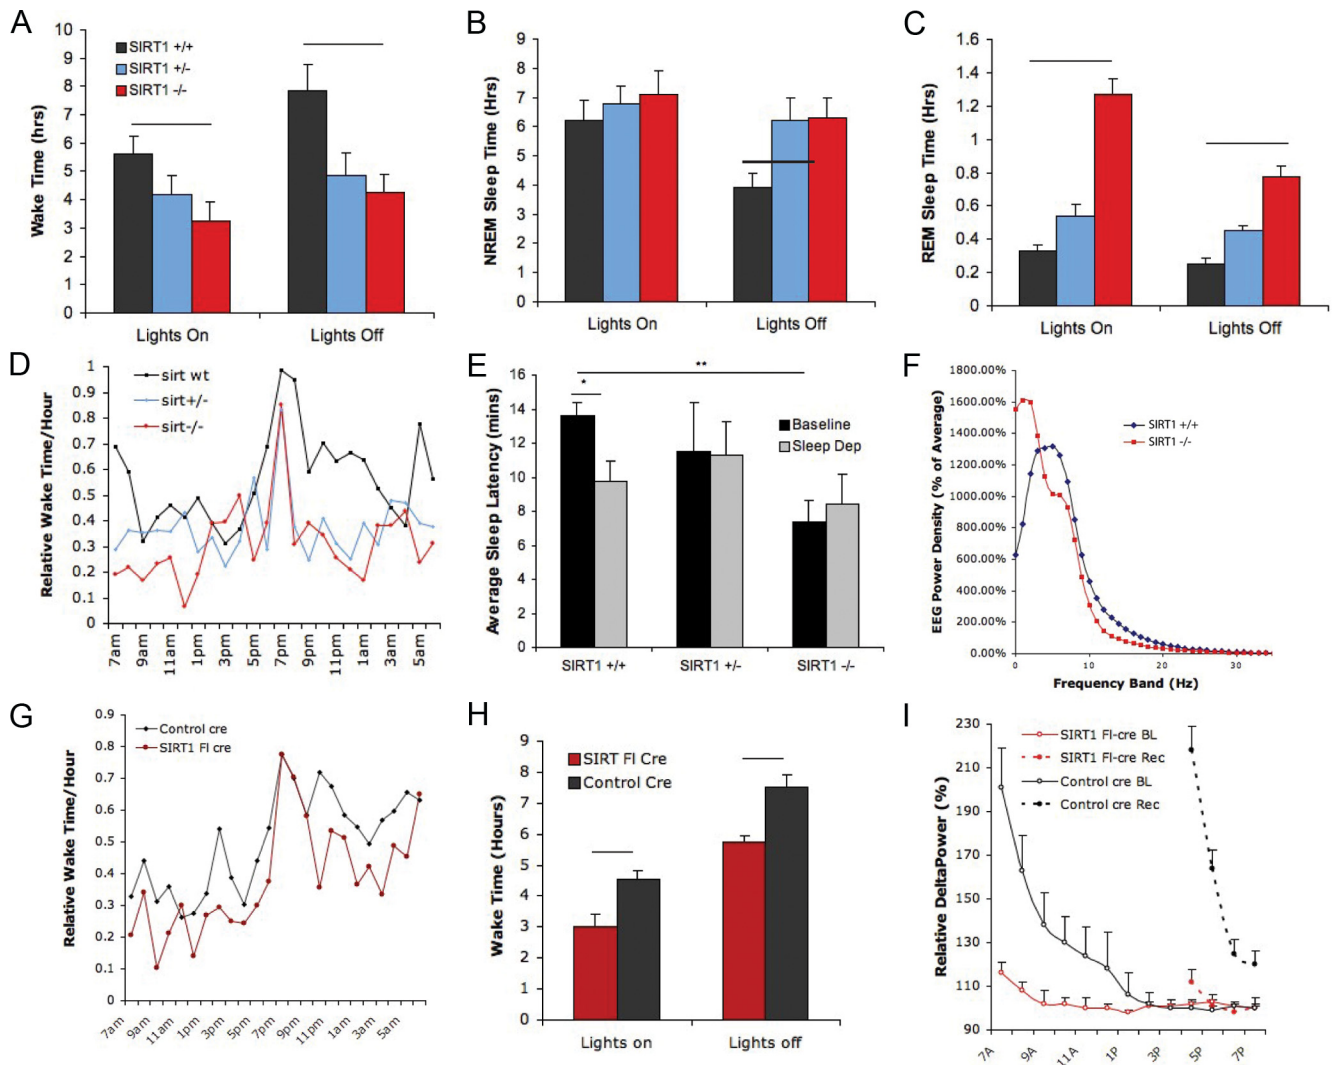 A
Wake Time (hrs)
10
9
8
7
6
5
4
3
2
1
0
SIRT1 +/+
SIRT1 +/-
SIRT1 -/-
Lights On
Lights Off
B
NREM Sleep Time (Hrs)
9
8
7
6
5
4
3
2
1
0
Lights On
Lights Off
C
REM Sleep Time (Hrs)
1.6
1.4
1.2
1
0.8
0.6
0.4
0.2
0
Lights On
Lights Off
D
Relative Wake Time/Hour
1
0.9
0.8
0.7
0.6
0.5
0.4
0.3
0.2
0.1
0
sirt wt
sirt+/-
sirt-/-
7am
9am
11am
1pm
3pm
5pm
7pm
9pm
11pm
1am
3am
5am
E
Average Sleep Latency (mins)
16
14
12
10
8
6
4
2
0
*
**
Baseline
Sleep Dep
SIRT1 +/+
SIRT1 +/-
SIRT1 -/-
F
EEG Power Density (% of Average)
1800.00%
1600.00%
1400.00%
1200.00%
1000.00%
800.00%
600.00%
400.00%
200.00%
0.00%
SIRT1 +/+
SIRT1 -/-
0
10
20
30
Frequency Band (Hz)
G
Relative Wake Time/Hour
0.9
0.8
0.7
0.6
0.5
0.4
0.3
0.2
0.1
0
Control cre
SIRT1 Fl cre
7am
9am
11am
1pm
3pm
5pm
7pm
9pm
11pm
1am
3am
5am
H
Wake Time (Hours)
9
8
7
6
5
4
3
2
1
0
SIRT Fl Cre
Control Cre
Lights on
Lights off
I
Relative DeltaPower (%)
230
210
190
170
150
130
110
90
SIRT1 Fl-cre BL
SIRT1 Fl-cre Rec
Control cre BL
Control cre Rec
7A
9A
11A
1P
3P
5P
7P